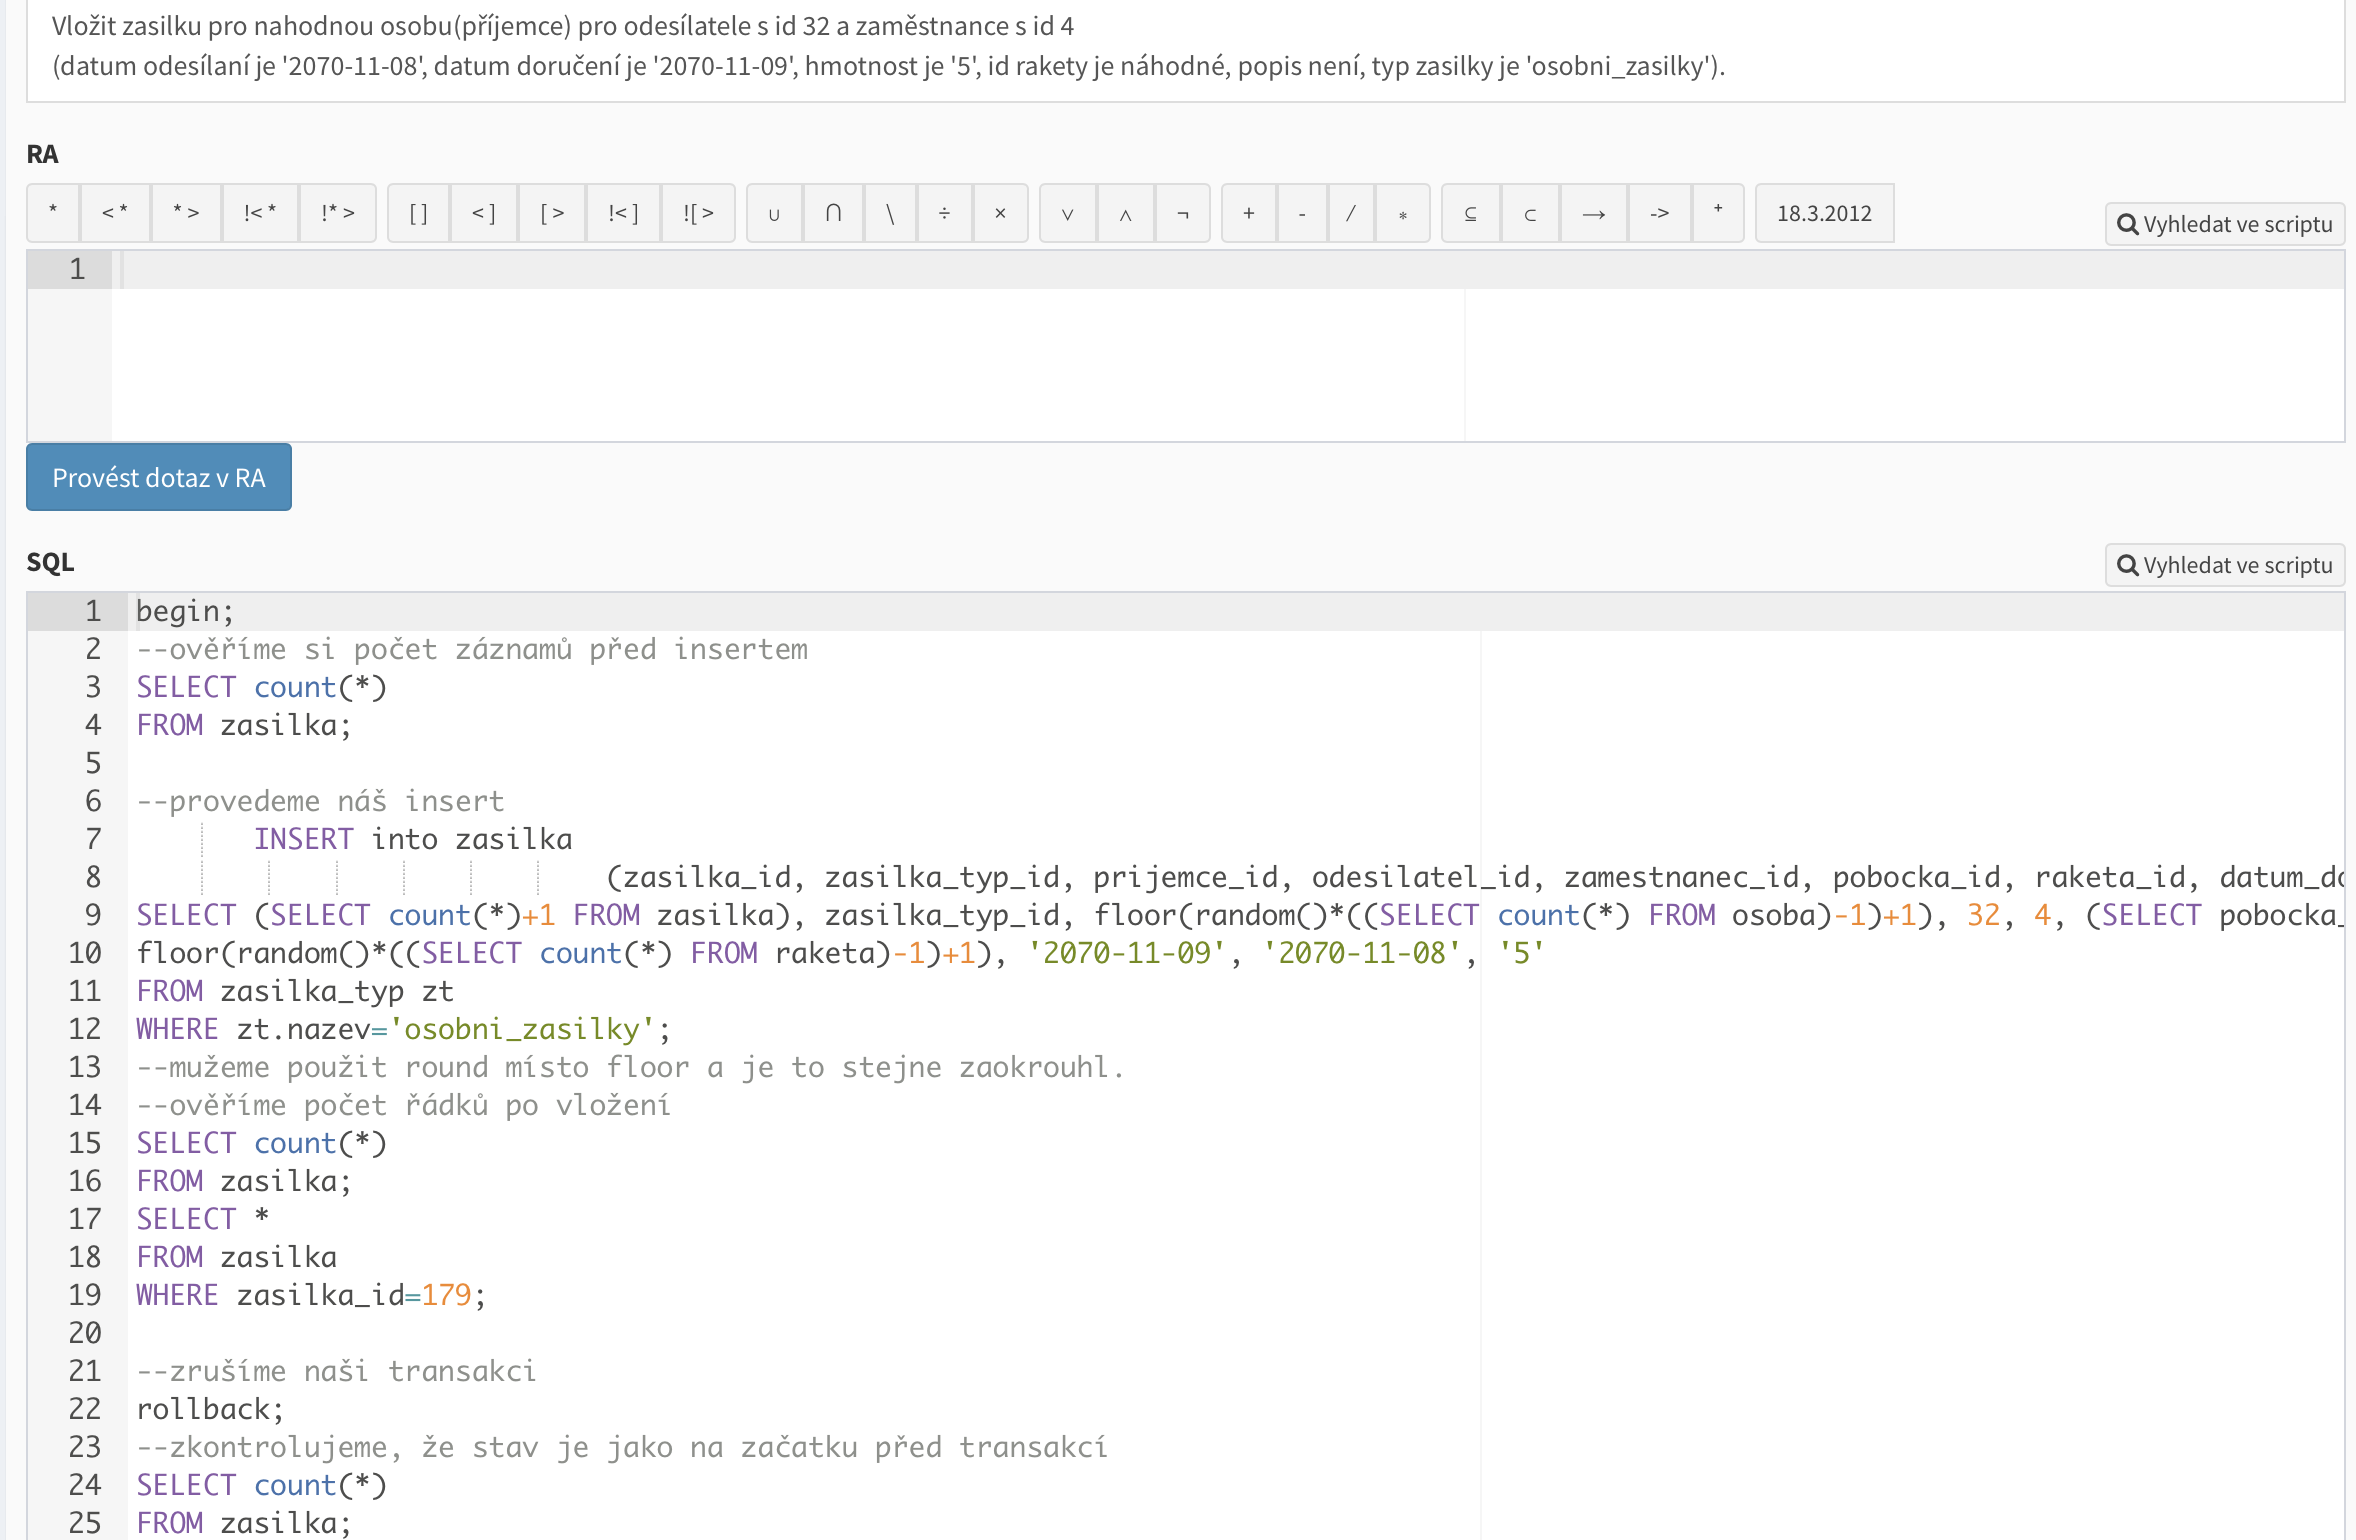 Vložit zasilku pro nahodnou osobu(příjemce) pro odesílatele s id 32 a zaměstnance s id 4
(datum odesílaní je '2070-11-08', datum doručení je '2070-11-09', hmotnost je '5', id rakety je náhodné, popis není, typ zasilky je 'osobni_zasilky').
RA
* <* *> !<* !*> [] <] [> !<] ![> ∪ ∩ \ ÷ × ∨ ∧ ¬ + - / * ⊆ ⊂ → -> + 18.3.2012 Vyhledat ve scriptu
1
Provést dotaz v RA
SQL Vyhledat ve scriptu
1 begin;
2 --ověříme si počet záznamů před insertem
3 SELECT count(*)
4 FROM zasilka;
5
6 --provedeme náš insert
7 INSERT into zasilka
8 (zasilka_id, zasilka_typ_id, prijemce_id, odesilatel_id, zamestnanec_id, pobocka_id, raketa_id,
9 SELECT (SELECT count(*)+1 FROM zasilka), zasilka_typ_id, floor(random()*((SELECT count(*) FROM osoba)-1)+1), 32, 4, (SELECT pobocka_
10 floor(random()*((SELECT count(*) FROM raketa)-1)+1), '2070-11-09', '2070-11-08', '5'
11 FROM zasilka_typ zt
12 WHERE zt.nazev='osobni_zasilky';
13 --mužeme použit round místo floor a je to stejne zaokrouhl.
14 --ověříme počet řádků po vložení
15 SELECT count(*)
16 FROM zasilka;
17 SELECT *
18 FROM zasilka
19 WHERE zasilka_id=179;
20
21 --zrušíme naši transakci
22 rollback;
23 --zkontrolujeme, že stav je jako na začatku před transakcí
24 SELECT count(*)
25 FROM zasilka;